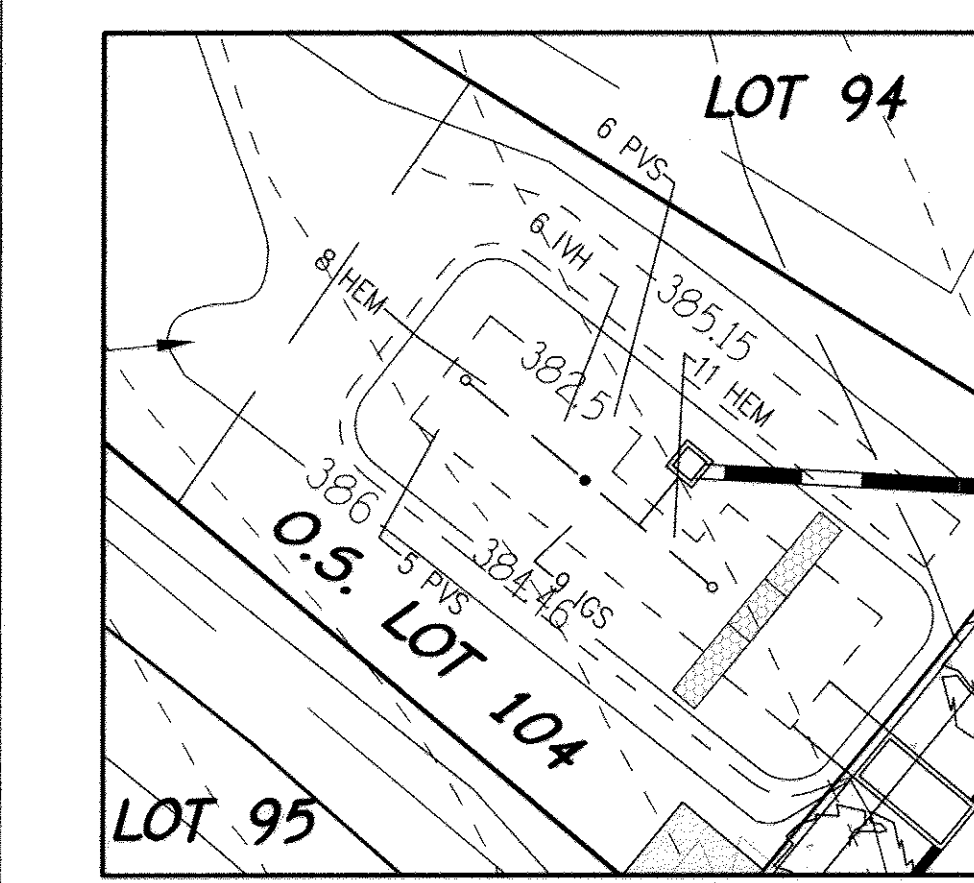 LOT 94
6 PVS
6 IVH
8 HEM
385.15
382.5
11 HEM
386
O.S. LOT 104
384.46
9 IGS
5 PVS
LOT 95